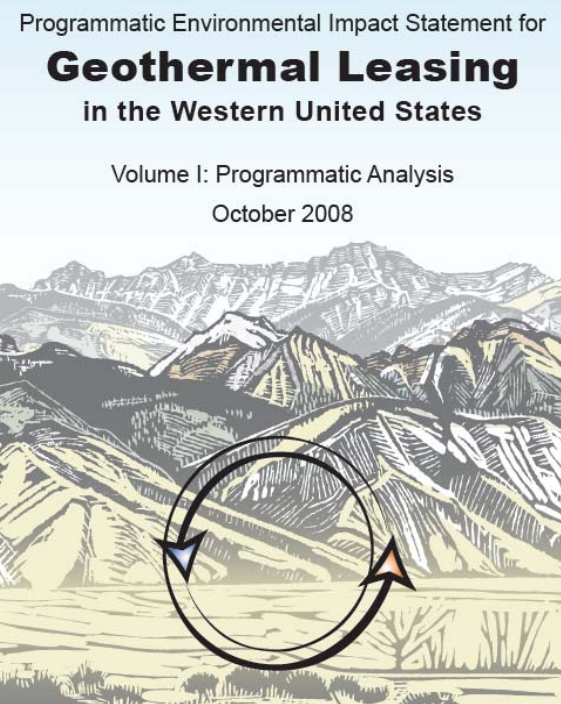 Programmatic Environmental Impact Statement for
Geothermal Leasing
in the Western United States
Volume I: Programmatic Analysis
October 2008